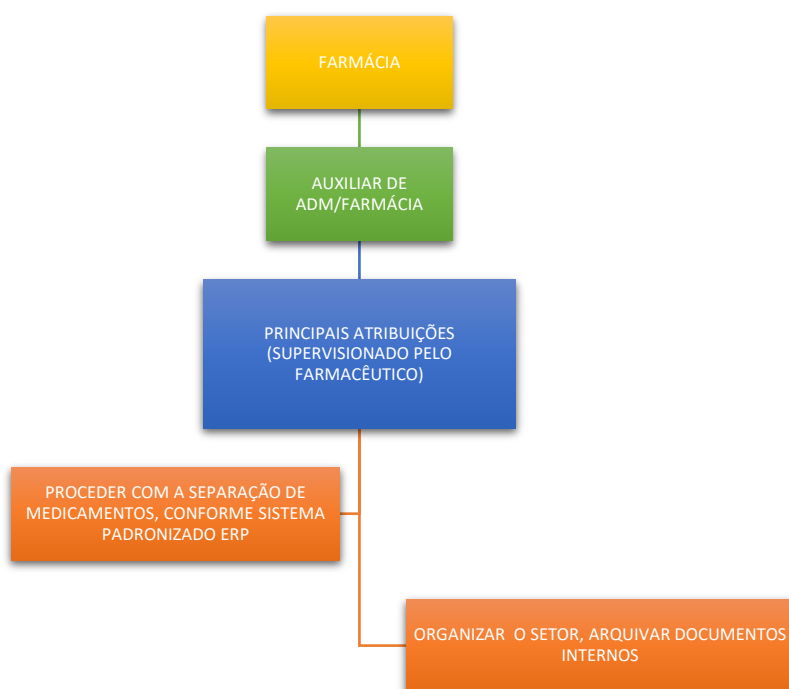 FARMÁCIA
AUXILIAR DE
ADM/FARMÁCIA
PRINCIPAIS ATRIBUIÇÕES
(SUPERVISIONADO PELO
FARMACÊUTICO)
PROCEDER COM A SEPARAÇÃO DE
MEDICAMENTOS, CONFORME SISTEMA
PADRONIZADO ERP
ORGANIZAR O SETOR, ARQUIVAR DOCUMENTOS
INTERNOS